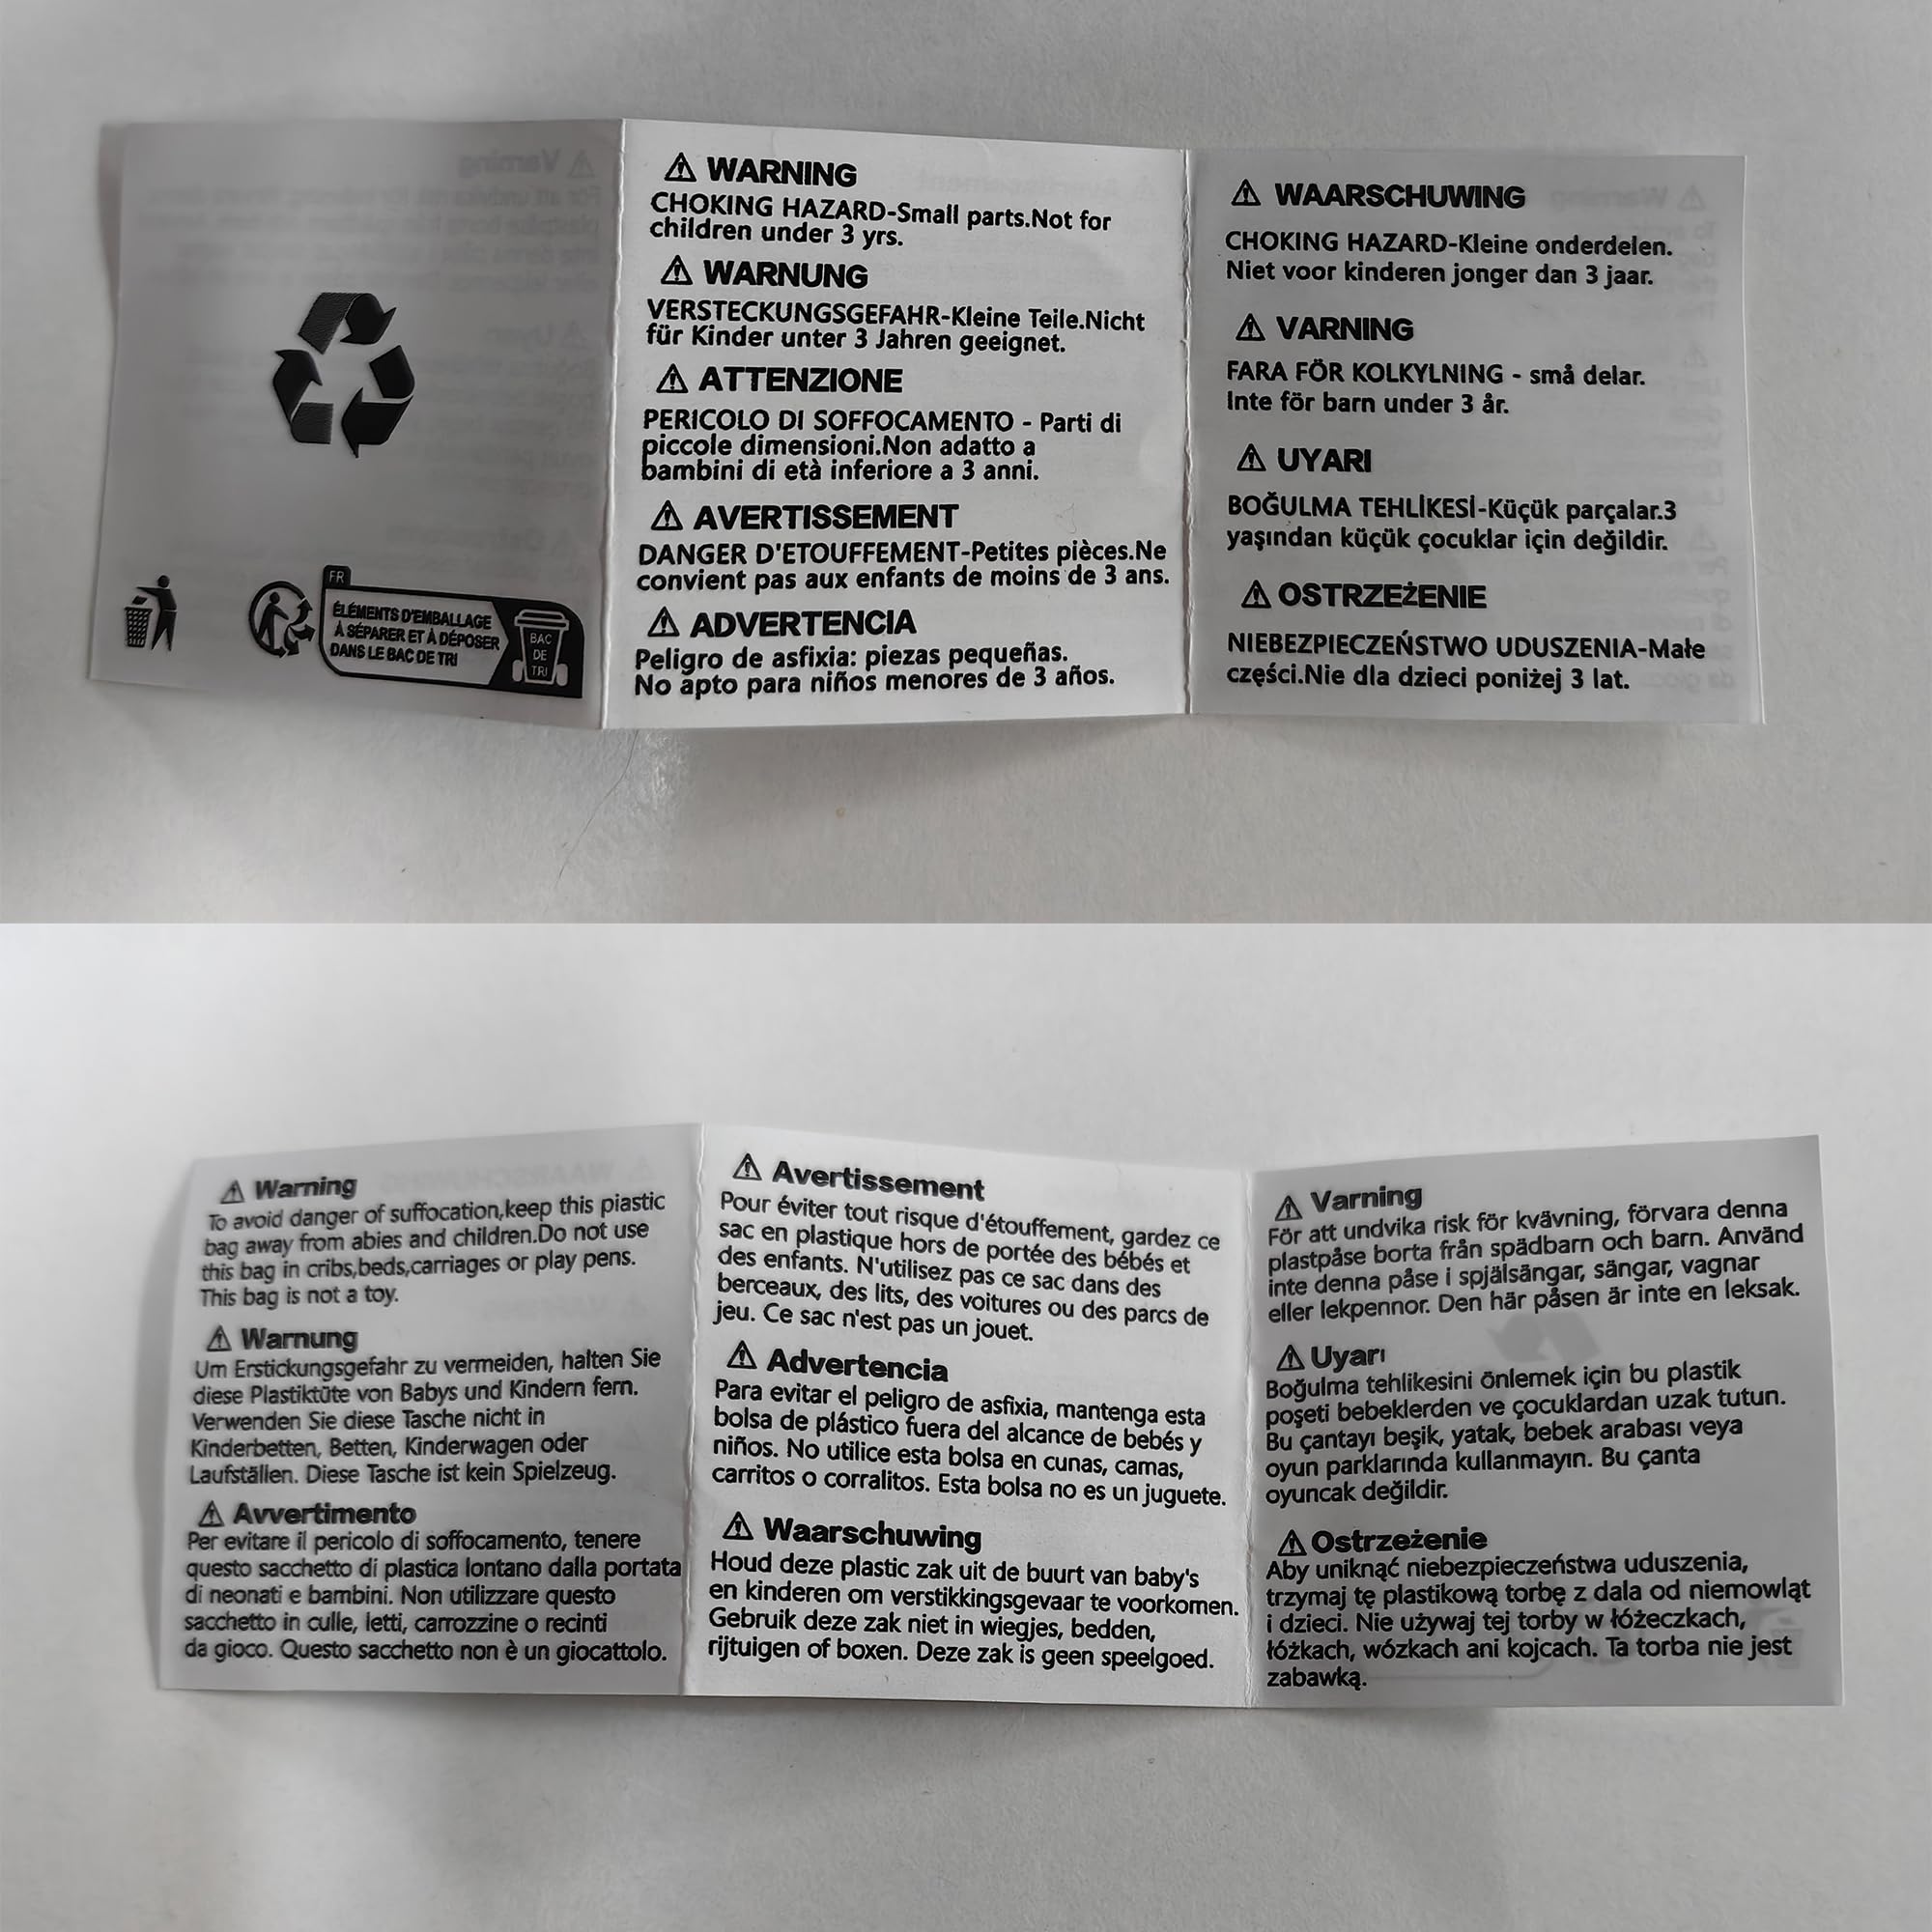 FR
ÉLÉMENTS D'EMBALLAGE
À SÉPARER ET À DÉPOSER
DANS LE BAC DE TRI
BAC
DE
TRI
WARNING
CHOKING HAZARD-Small parts.Not for
children under 3 yrs.
WARNUNG
VERSTECKUNGSGEFAHR-Kleine Teile.Nicht
für Kinder unter 3 Jahren geeignet.
ATTENZIONE
PERICOLO DI SOFFOCAMENTO - Parti di
piccole dimensioni.Non adatto a
bambini di età inferiore a 3 anni.
AVERTISSEMENT
DANGER D'ETOUFFEMENT-Petites pièces.Ne
convient pas aux enfants de moins de 3 ans.
ADVERTENCIA
Peligro de asfixia: piezas pequeñas.
No apto para niños menores de 3 años.
WAARSCHUWING
CHOKING HAZARD-Kleine onderdelen.
Niet voor kinderen jonger dan 3 jaar.
VARNING
FARA FÖR KOLKYLNING - små delar.
Inte för barn under 3 år.
UYARI
BOĞULMA TEHLİKESİ-Küçük parçalar.3
yaşından küçük çocuklar için değildir.
OSTRZEŻENIE
NIEBEZPIECZEŃSTWO UDUSZENIA-Małe
części.Nie dla dzieci poniżej 3 lat.
Warning
To avoid danger of suffocation,keep this piastic
bag away from abies and children.Do not use
this bag in cribs,beds,carriages or play pens.
This bag is not a toy.
Warnung
Um Erstickungsgefahr zu vermeiden, halten Sie
diese Plastiktüte von Babys und Kindern fern.
Verwenden Sie diese Tasche nicht in
Kinderbetten, Betten, Kinderwagen oder
Laufställen. Diese Tasche ist kein Spielzeug.
Avvertimento
Per evitare il pericolo di soffocamento, tenere
questo sacchetto di plastica lontano dalla portata
di neonati e bambini. Non utilizzare questo
sacchetto in culle, letti, carrozzine o recinti
da gioco. Questo sacchetto non è un giocattolo.
Avertissement
Pour éviter tout risque d'étouffement, gardez ce
sac en plastique hors de portée des bébés et
des enfants. N'utilisez pas ce sac dans des
berceaux, des lits, des voitures ou des parcs de
jeu. Ce sac n'est pas un jouet.
Advertencia
Para evitar el peligro de asfixia, mantenga esta
bolsa de plástico fuera del alcance de bebés y
niños. No utilice esta bolsa en cunas, camas,
carritos o corralitos. Esta bolsa no es un juguete.
Waarschuwing
Houd deze plastic zak uit de buurt van baby's
en kinderen om verstikkingsgevaar te voorkomen.
Gebruik deze zak niet in wiegjes, bedden,
rijtuigen of boxen. Deze zak is geen speelgoed.
Varning
För att undvika risk för kvävning, förvara denna
plastpåse borta från spädbarn och barn. Använd
inte denna påse i spjälsängar, sängar, vagnar
eller lekpennor. Den här påsen är inte en leksak.
Uyarı
Boğulma tehlikesini önlemek için bu plastik
poşeti bebeklerden ve çocuklardan uzak tutun.
Bu çantayı beşik, yatak, bebek arabası veya
oyun parklarında kullanmayın. Bu çanta
oyuncak değildir.
Ostrzeżenie
Aby uniknąć niebezpieczeństwa uduszenia,
trzymaj tę plastikową torbę z dala od niemowląt
i dzieci. Nie używaj tej torby w łóżeczkach,
łóżkach, wózkach ani kojcach. Ta torba nie jest
zabawką.